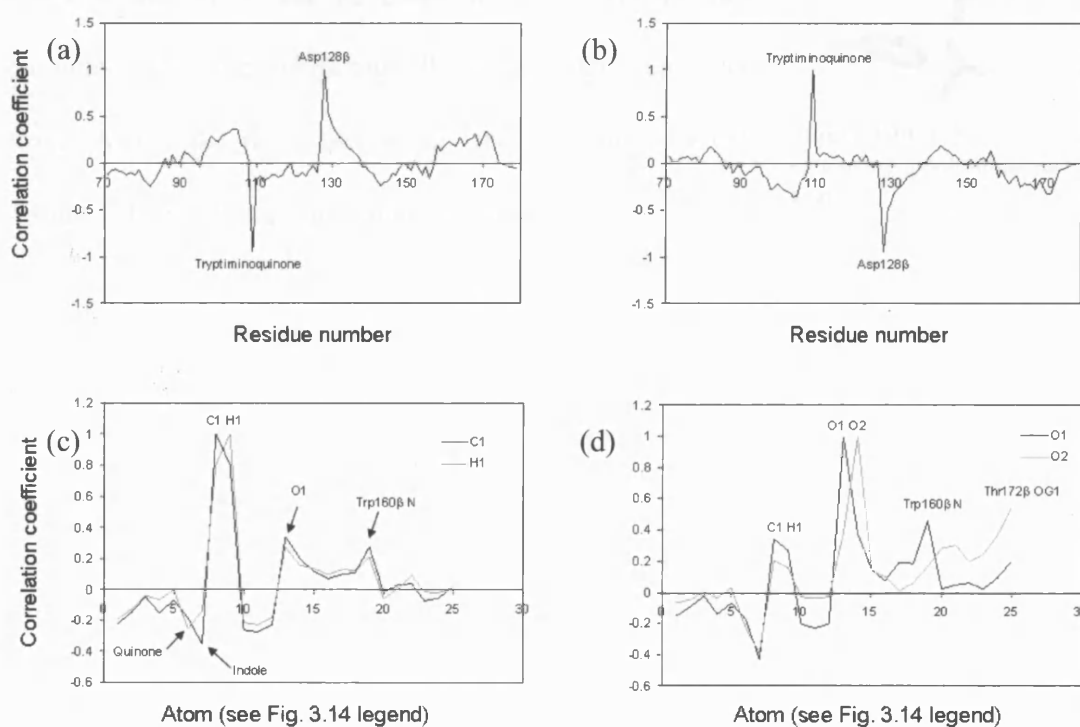 (a)
Correlation coefficient
1.5
1
0.5
0
-0.5
-1
-1.5
70 90 110 130 150 170
Asp128β
Tryptiminoquinone
Residue number
(b)
1.5
1
0.5
0
-0.5
-1
-1.5
70 90 110 130 150 170
Tryptiminoquinone
Asp128β
Residue number
(c)
Correlation coefficient
1.2
1
0.8
0.6
0.4
0.2
0
-0.2
-0.4
-0.6
0 5 10 15 20 25 30
C1 H1
C1
H1
O1
Trp160β N
Quinone
Indole
Atom (see Fig. 3.14 legend)
(d)
1.2
1
0.8
0.6
0.4
0.2
0
-0.2
-0.4
-0.6
0 5 10 15 20 25 30
O1 O2
O1
O2
C1 H1
Trp160β N
Thr172β OG1
Atom (see Fig. 3.14 legend)